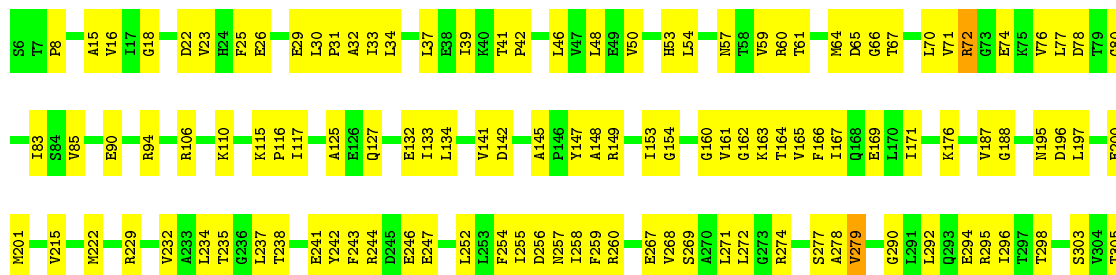 S6 T7 P8 A15 V16 I17 G18 D22 V23 H24 F25 E26 E29 L30 P31 A32 I33 L34 L37 E38 I39 K40 T41 P42 L46 V47 L48 E49 V50 H53 I54 N57 T58 V59 R60 T61 M64 D65 G66 T67 L70 V71 R72 G73 E74 K75 V76 L77 D78 T79 G80
I83 S84 V85 E90 R94 R106 K110 K115 P116 I117 A125 E126 Q127 E132 I133 L134 V141 D142 A145 P146 Y147 A148 R149 I153 G154 G160 V161 G162 K163 T164 V165 F166 I167 Q168 E169 L170 I171 K176 V187 G188 N195 D196 L197 E200
M201 V215 M222 R229 V232 A233 L234 T235 G236 L237 T238 E241 Y242 F243 R244 D245 E246 E247 L252 L253 F254 I255 D256 N257 I258 F259 R260 E267 V268 S269 A270 L271 L272 G273 R274 S277 A278 V279 G290 L291 L292 Q293 E294 R295 I296 T297 T298 S303 V304 T305